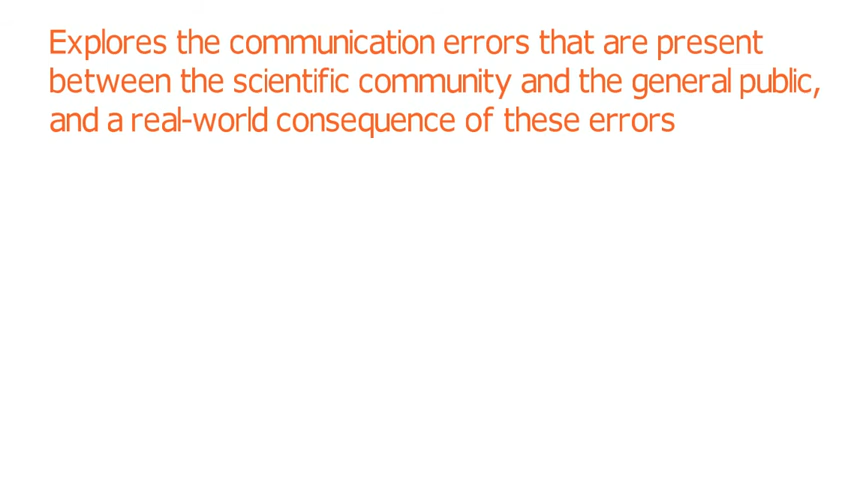 Explores the communication errors that are present
between the scientific community and the general public,
and a real-world consequence of these errors